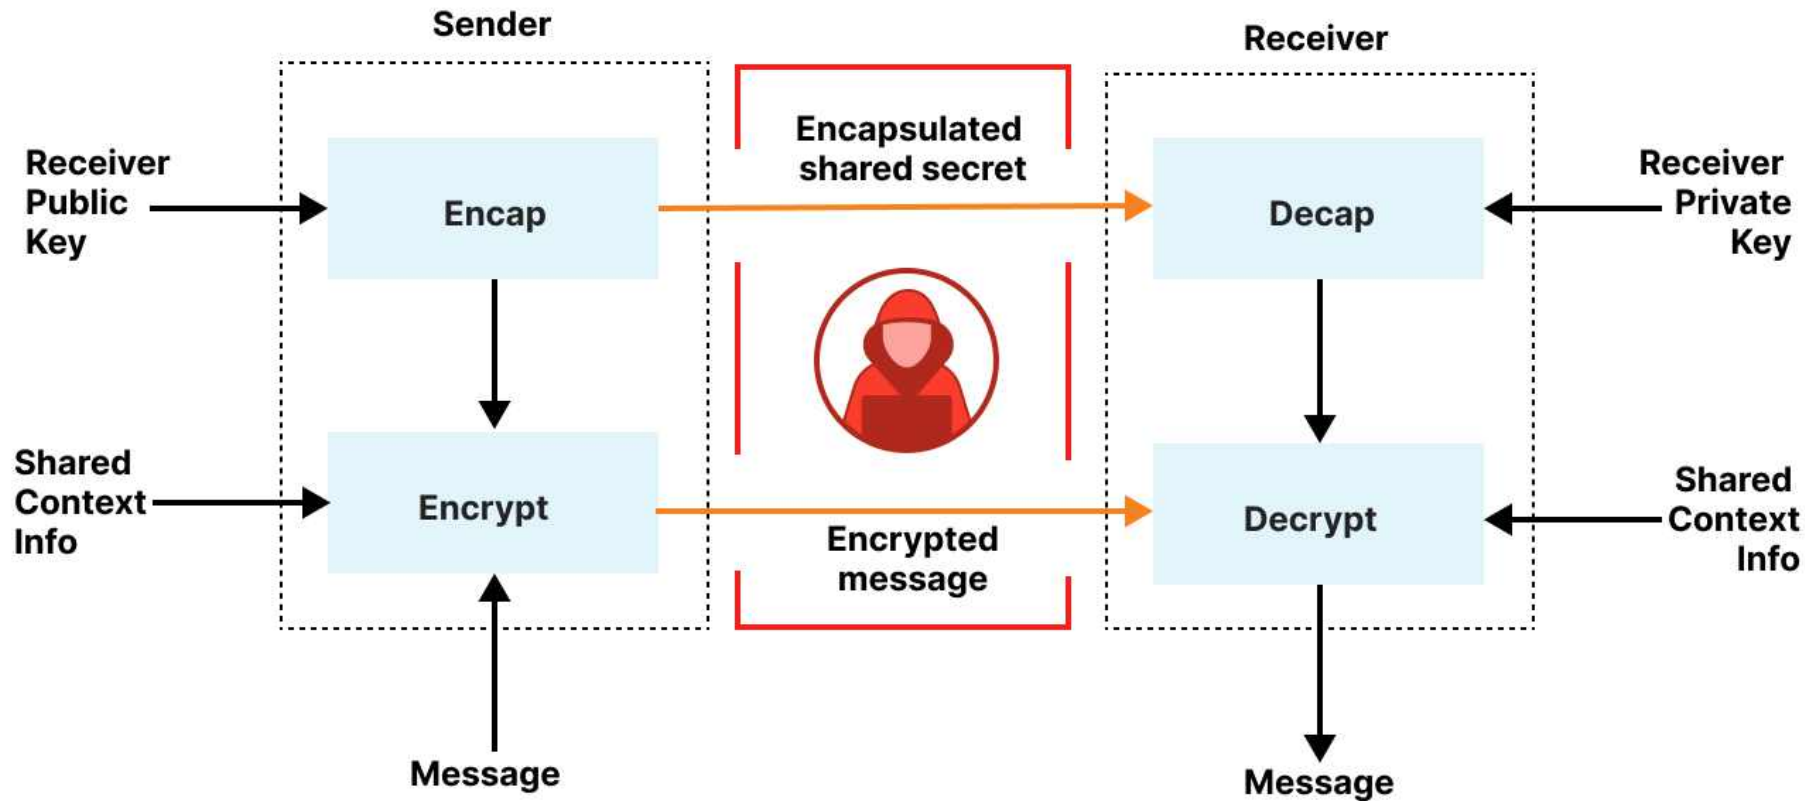 Sender
Receiver
Receiver
Public
Key
Encap
Encapsulated
shared secret
Decap
Receiver
Private
Key
Shared
Context
Info
Encrypt
Encrypted
message
Decrypt
Shared
Context
Info
Message
Message